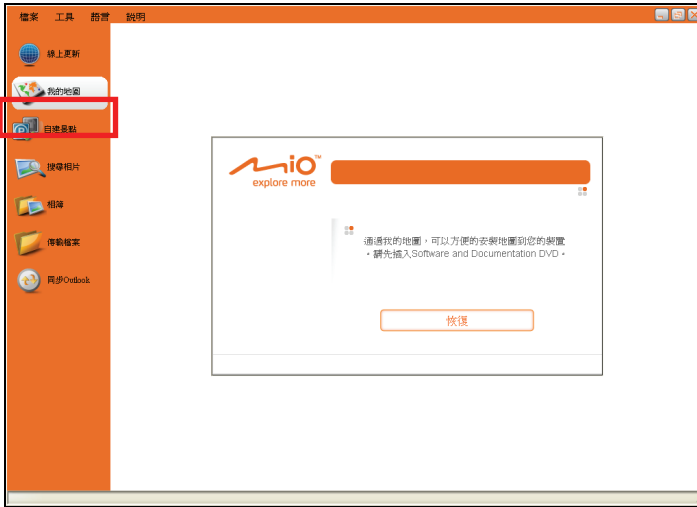 檔案 工具 語言 說明
線上更新
我的地圖
自建景點
搜尋相片
相簿
傳輸檔案
同步Outlook
Mio™
explore more
通過我的地圖，可以方便的安裝地圖到您的裝置
。請先插入Software and Documentation DVD。
恢復